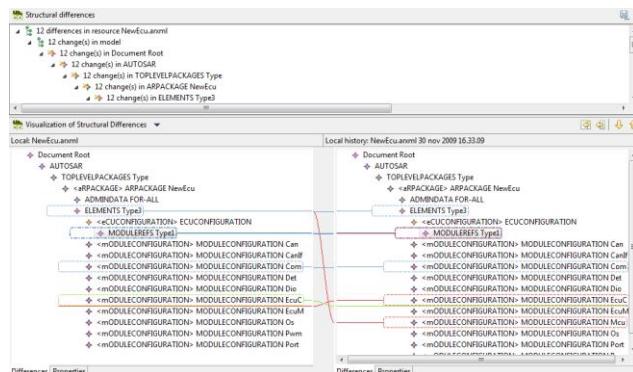 Structural differences
12 differences in resource NewEcu.arxml
12 change(s) in model
12 change(s) in Document Root
12 change(s) in AUTOSAR
12 change(s) in TOPLEVELPACKAGES Type
12 change(s) in ARPACKAGE NewEcu
12 change(s) in ELEMENTS Type3
Visualization of Structural Differences
Local: NewEcu.arxml
Document Root
AUTOSAR
TOPLEVELPACKAGES Type
<aRPACKAGE> ARPACKAGE NewEcu
ADMINDATA FOR-ALL
ELEMENTS Type3
<eCUCONFIGURATION> ECUCONFIGURATION
MODULEREFS Type1
<mODULECONFIGURATION> MODULECONFIGURATION Can
<mODULECONFIGURATION> MODULECONFIGURATION CanIf
<mODULECONFIGURATION> MODULECONFIGURATION Com
<mODULECONFIGURATION> MODULECONFIGURATION Det
<mODULECONFIGURATION> MODULECONFIGURATION Dio
<mODULECONFIGURATION> MODULECONFIGURATION EcuC
<mODULECONFIGURATION> MODULECONFIGURATION EcuM
<mODULECONFIGURATION> MODULECONFIGURATION Os
<mODULECONFIGURATION> MODULECONFIGURATION Pwm
<mODULECONFIGURATION> MODULECONFIGURATION Port
Differences Properties
Local history: NewEcu.arxml 30 nov 2009 16.33.09
Document Root
AUTOSAR
TOPLEVELPACKAGES Type
<aRPACKAGE> ARPACKAGE NewEcu
ADMINDATA FOR-ALL
ELEMENTS Type3
<eCUCONFIGURATION> ECUCONFIGURATION
MODULEREFS Type1
<mODULECONFIGURATION> MODULECONFIGURATION Can
<mODULECONFIGURATION> MODULECONFIGURATION CanIf
<mODULECONFIGURATION> MODULECONFIGURATION Com
<mODULECONFIGURATION> MODULECONFIGURATION Det
<mODULECONFIGURATION> MODULECONFIGURATION Dio
<mODULECONFIGURATION> MODULECONFIGURATION EcuC
<mODULECONFIGURATION> MODULECONFIGURATION EcuM
<mODULECONFIGURATION> MODULECONFIGURATION Mcu
<mODULECONFIGURATION> MODULECONFIGURATION Os
<mODULECONFIGURATION> MODULECONFIGURATION Port
Differences Properties